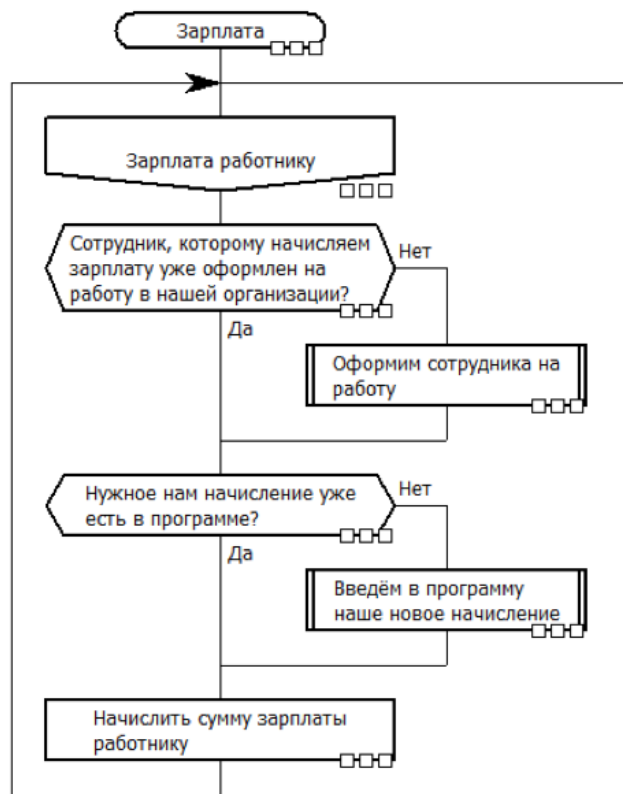 Зарплата
Зарплата работнику
Сотрудник, которому начисляем
зарплату уже оформлен на
работу в нашей организации?
Нет
Да
Оформим сотрудника на
работу
Нужное нам начисление уже
есть в программе?
Нет
Да
Введём в программу
наше новое начисление
Начислить сумму зарплаты
работнику